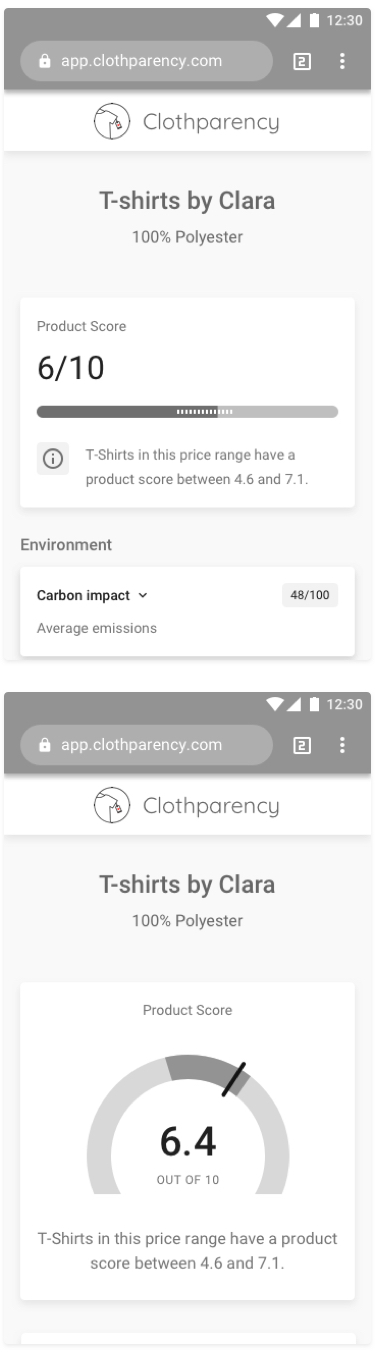 12:30
app.clothparency.com 2
Clothparency
T-shirts by Clara
100% Polyester
Product Score
6/10
T-Shirts in this price range have a
product score between 4.6 and 7.1.
Environment
Carbon impact 48/100
Average emissions
12:30
app.clothparency.com 2
Clothparency
T-shirts by Clara
100% Polyester
Product Score
6.4
OUT OF 10
T-Shirts in this price range have a product
score between 4.6 and 7.1.